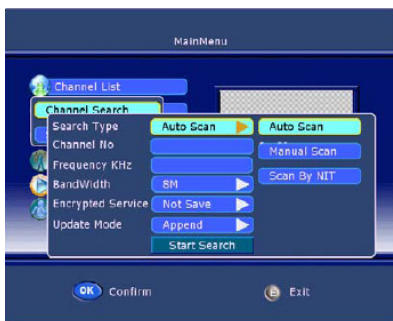 MainMenu
Channel List
Channel Search
Search Type Auto Scan Auto Scan
Channel No
Manual Scan
Frequency KHz
Scan By NIT
BandWidth 8M
Encrypted Service Not Save
Update Mode Append
Start Search
OK Confirm
E Exit